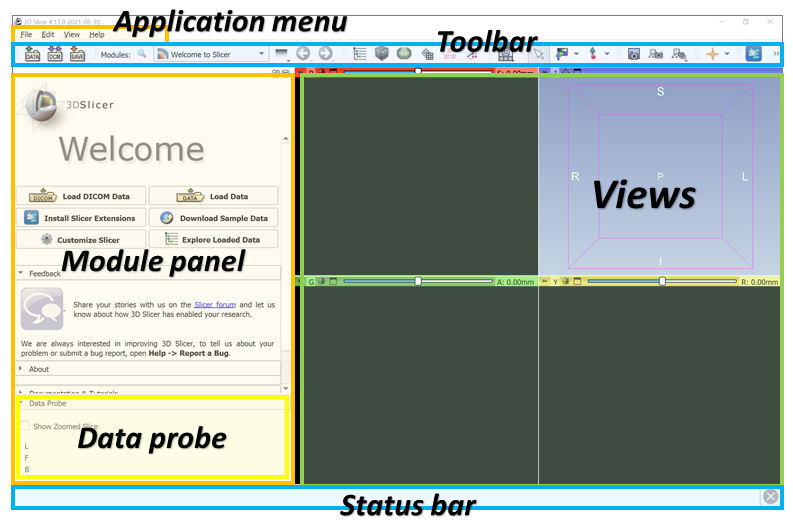 3D Slicer 4.13.0-2021-08-30
Application menu
File Edit View Help
Toolbar
DATA DCM SAVE Modules: Welcome to Slicer
S: 0.00mm
1
3DSlicer
Welcome
Load DICOM Data
Load Data
Install Slicer Extensions
Download Sample Data
Customize Slicer
Explore Loaded Data
S
R P L
I
Views
Module panel
Feedback
G A: 0.00mm
Y R: 0.00mm
Share your stories with us on the Slicer forum and let us
know about how 3D Slicer has enabled your research.
We are always interested in improving 3D Slicer, to tell us about your
problem or submit a bug report, open Help -> Report a Bug.
About
Documentation & Tutorials
Data Probe
Show Zoomed Slice
Data probe
L
F
B
Status bar